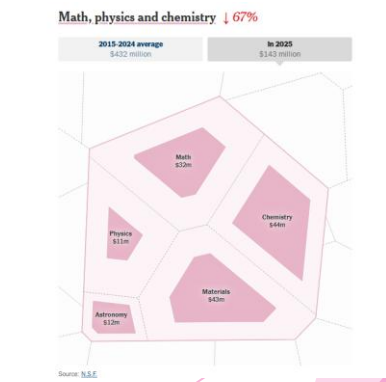 Math, physics and chemistry ↓ 67%
2015-2024 average
$432 million
In 2025
$143 million
Math
$32m
Chemistry
$44m
Physics
$11m
Materials
$43m
Astronomy
$12m
Source: N.S.F.